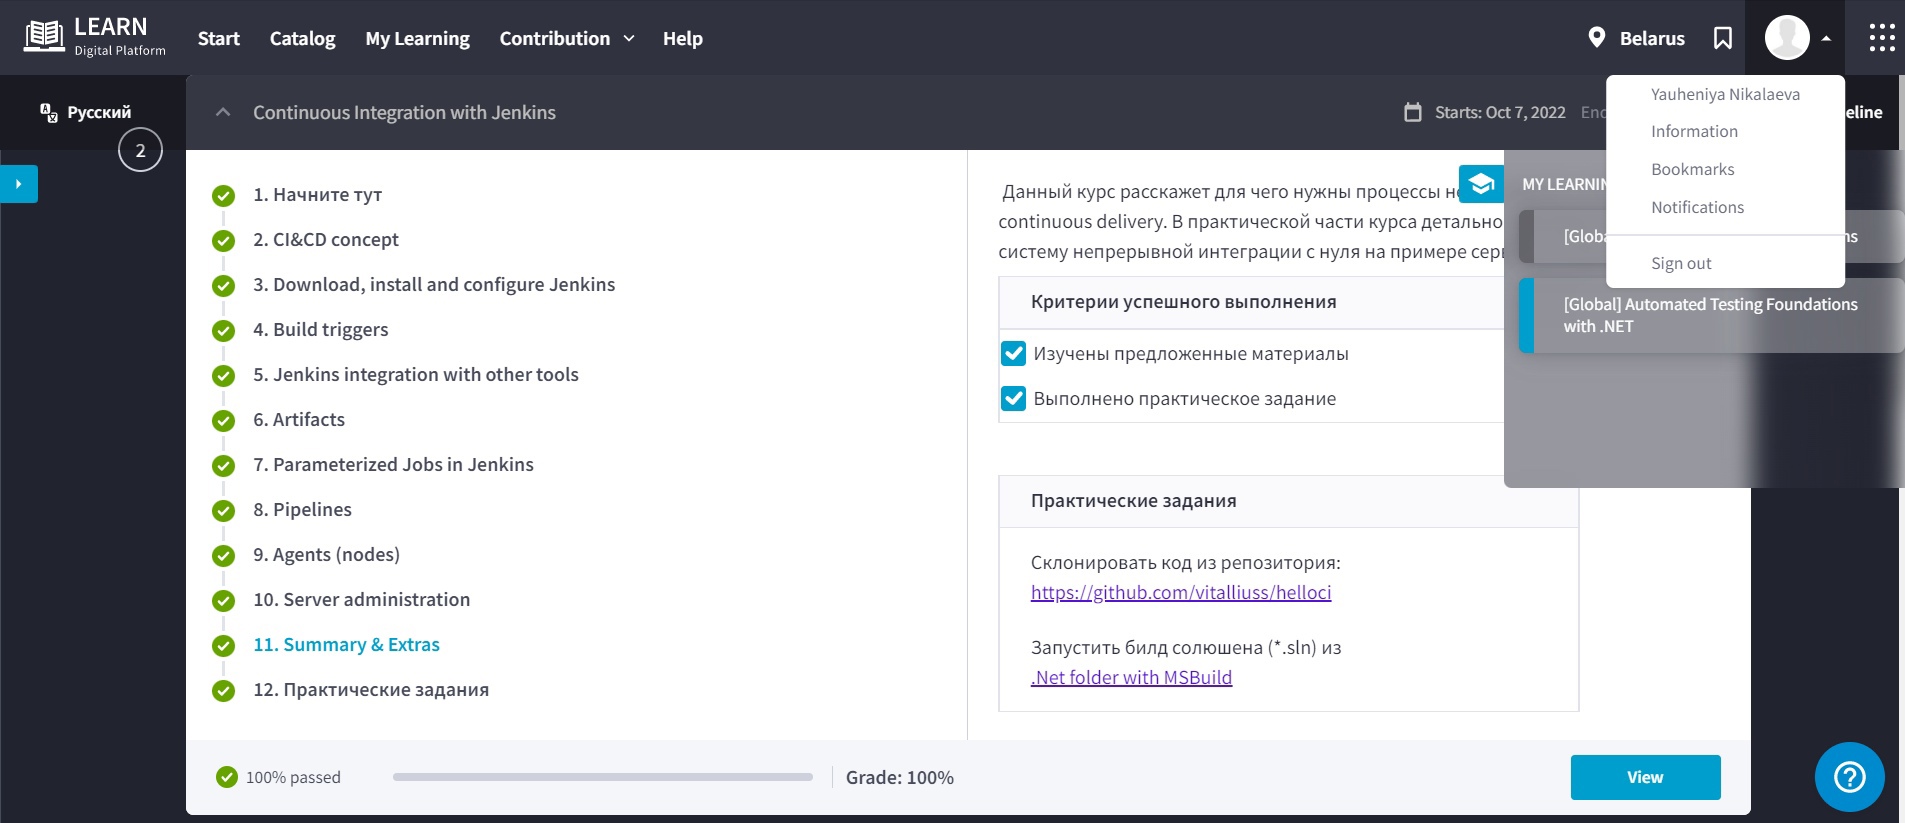 LEARN
Digital Platform
Start
Catalog
My Learning
Contribution
Help
Belarus
Русский
2
Continuous Integration with Jenkins
Starts: Oct 7, 2022
Yauheniya Nikalaeva
Information
Bookmarks
Notifications
Sign out
1. Начните тут
2. CI&CD concept
3. Download, install and configure Jenkins
4. Build triggers
5. Jenkins integration with other tools
6. Artifacts
7. Parameterized Jobs in Jenkins
8. Pipelines
9. Agents (nodes)
10. Server administration
11. Summary & Extras
12. Практические задания
Данный курс расскажет для чего нужны процессы
continuous delivery. В практической части курса детально
систему непрерывной интеграции с нуля на примере
Критерии успешного выполнения
Изучены предложенные материалы
Выполнено практическое задание
Практические задания
Склонировать код из репозитория:
https://github.com/vitalliuss/helloci
Запустить билд солюшена (*.sln) из
.Net folder with MSBuild
MY
[Global] Automated Testing Foundations
with .NET
100% passed
Grade: 100%
View